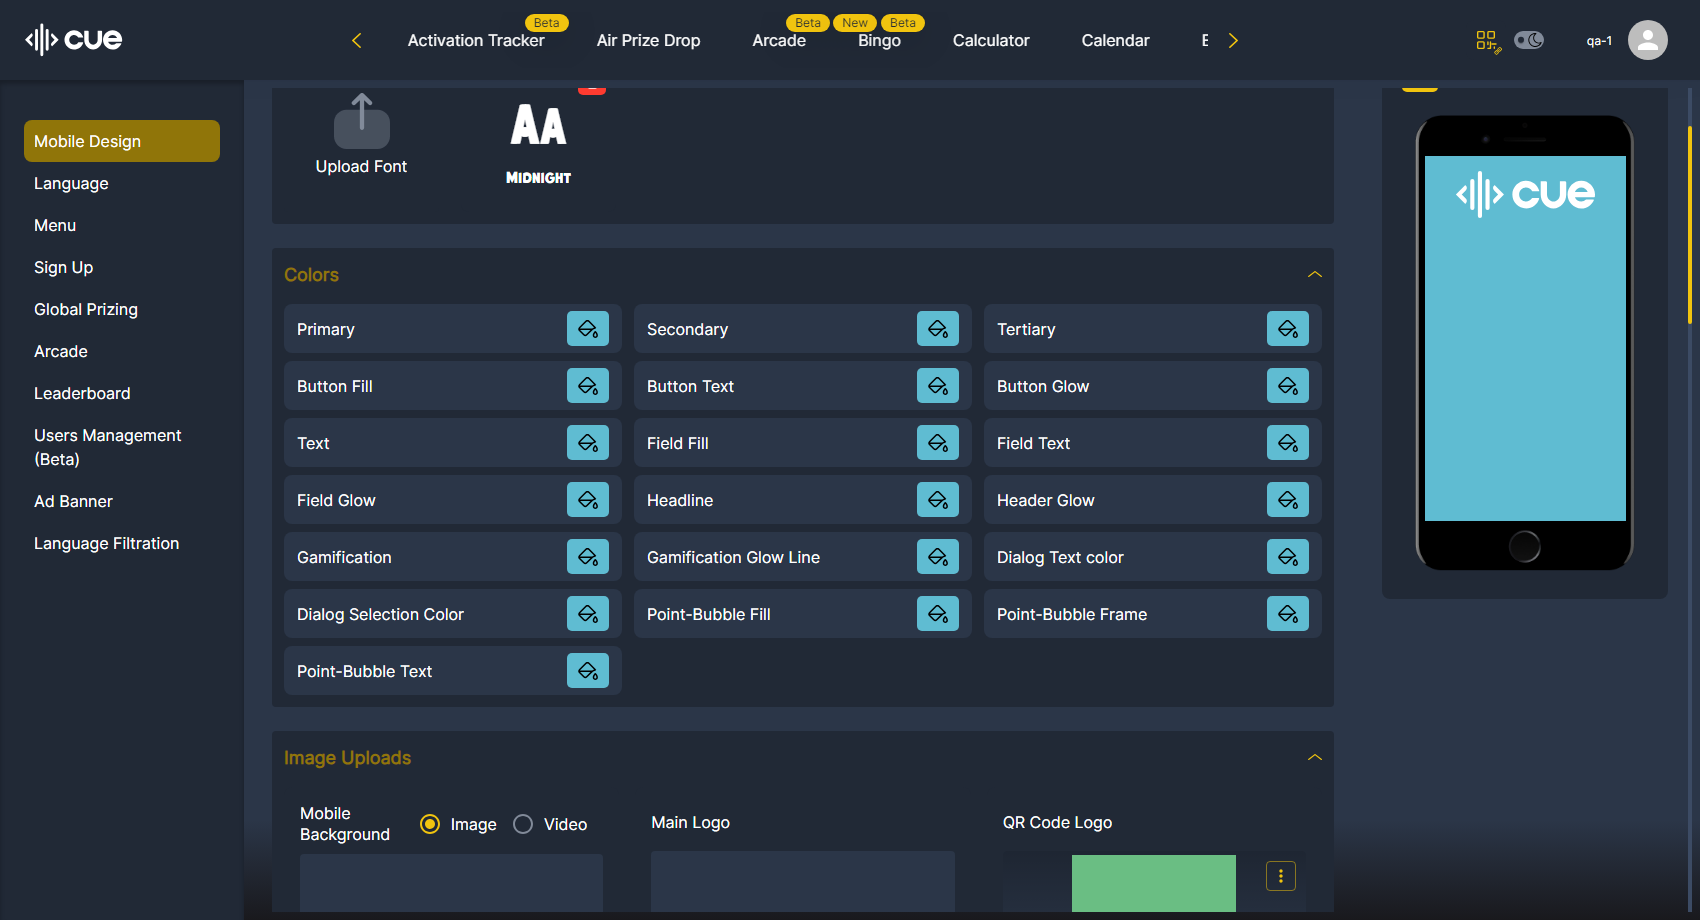 cue
Activation Tracker
Beta
Air Prize Drop
Arcade
Beta
New
Bingo
Beta
Calculator
Calendar
qa-1
Mobile Design
Language
Menu
Sign Up
Global Prizing
Arcade
Leaderboard
Users Management
(Beta)
Ad Banner
Language Filtration
Upload Font
AA
MIDNIGHT
Colors
Primary
Secondary
Tertiary
Button Fill
Button Text
Button Glow
Text
Field Fill
Field Text
Field Glow
Headline
Header Glow
Gamification
Gamification Glow Line
Dialog Text color
Dialog Selection Color
Point-Bubble Fill
Point-Bubble Frame
Point-Bubble Text
Image Uploads
Mobile
Background
Image
Video
Main Logo
QR Code Logo
cue